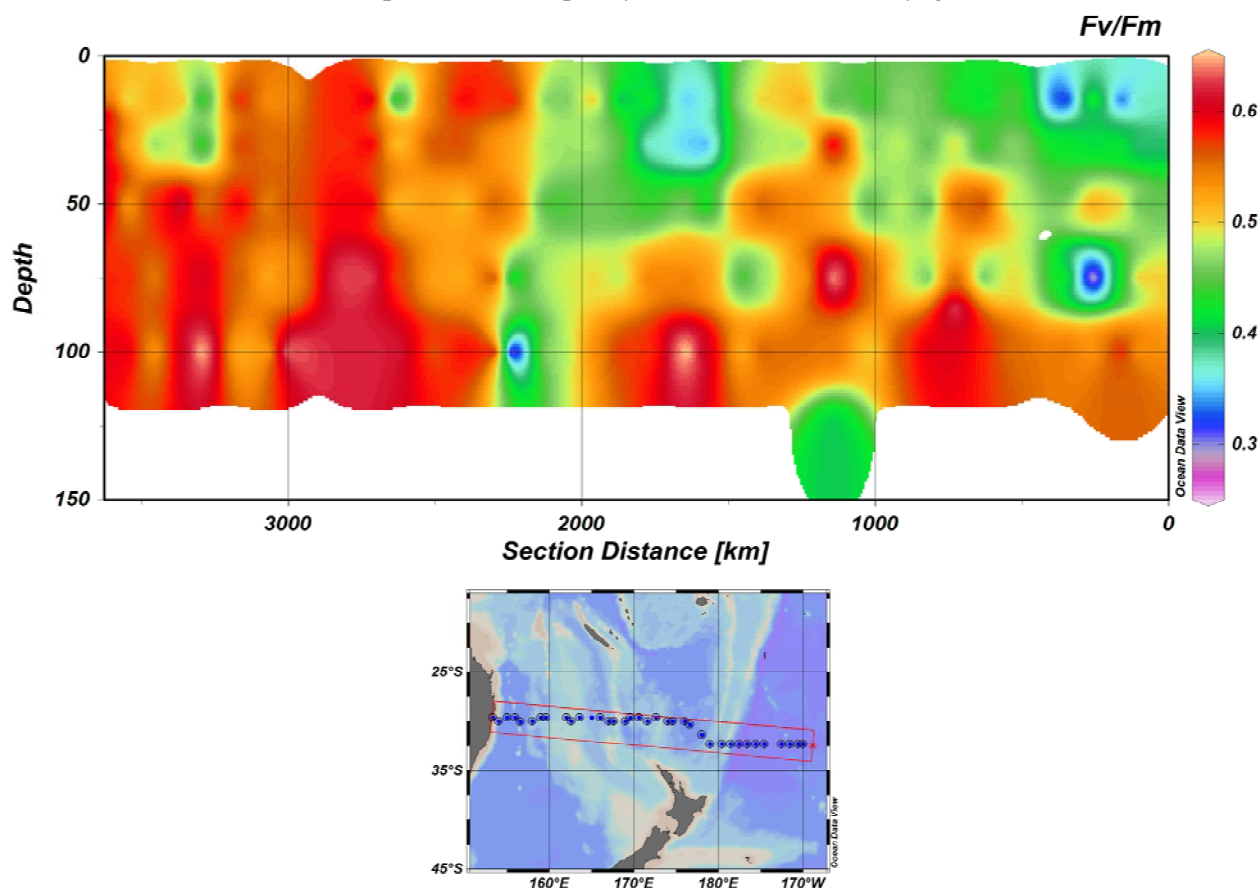 Fv/Fm
0
50
100
150
Depth
3000
2000
1000
0
Section Distance [km]
0.6
0.5
0.4
0.3
Ocean Data View
25°S
35°S
45°S
160°E
170°E
180°E
170°W
Ocean Data View